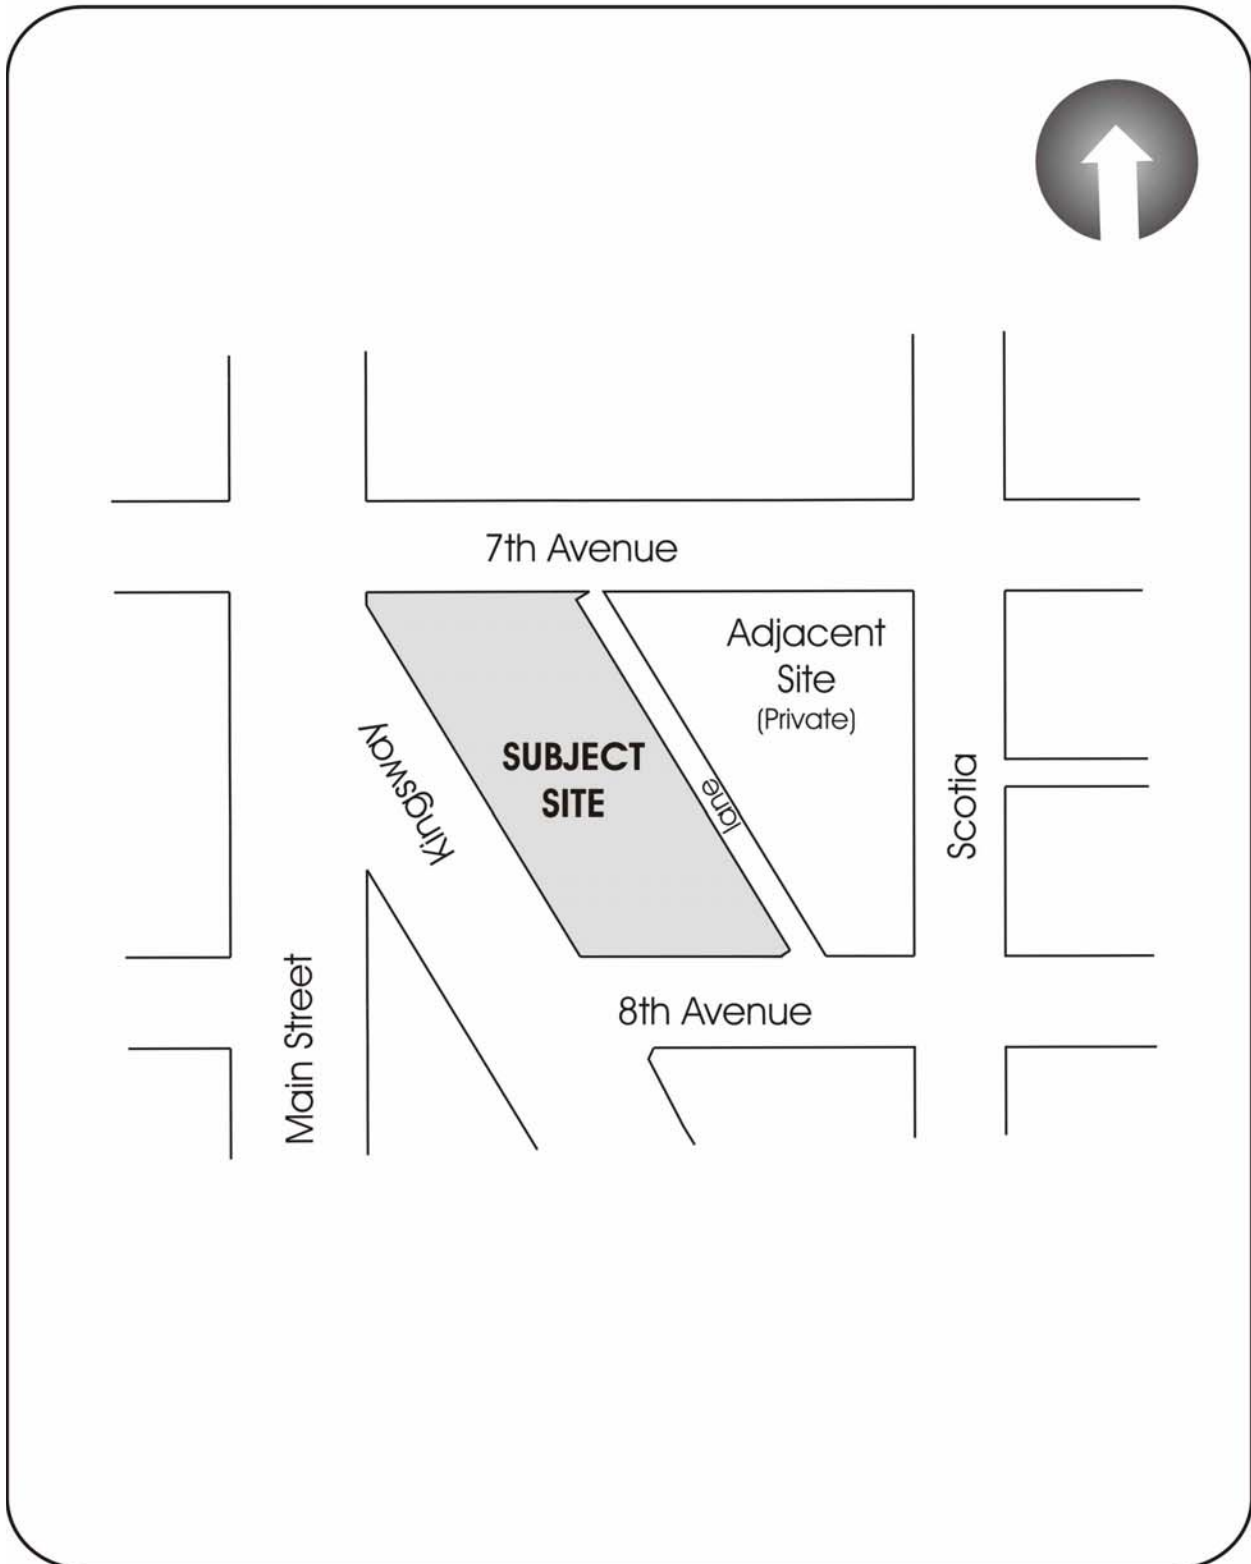 7th Avenue
Adjacent
Site
(Private)
Kingsway
SUBJECT
SITE
lane
Scotia
Main Street
8th Avenue